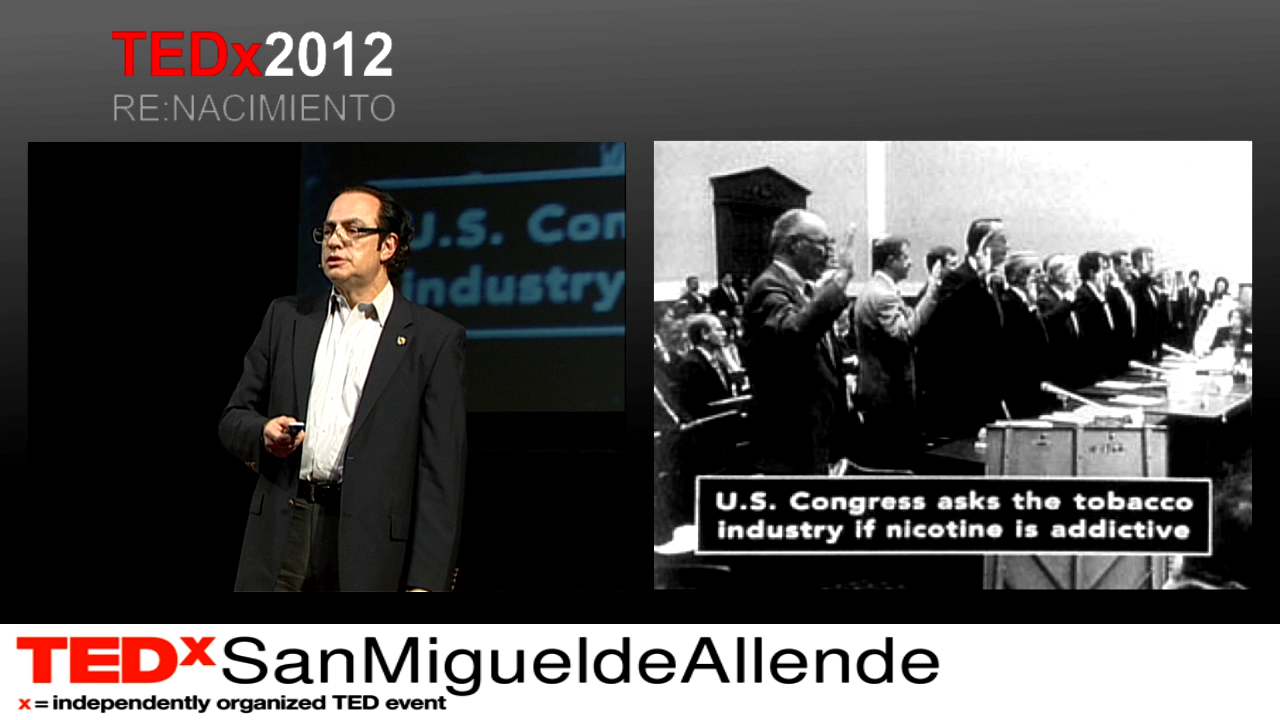 TEDx2012
RE:NACIMIENTO
U.S. Con
industry
U.S. Congress asks the tobacco
industry if nicotine is addictive
TEDxSanMigueldeAllende
x = independently organized TED event